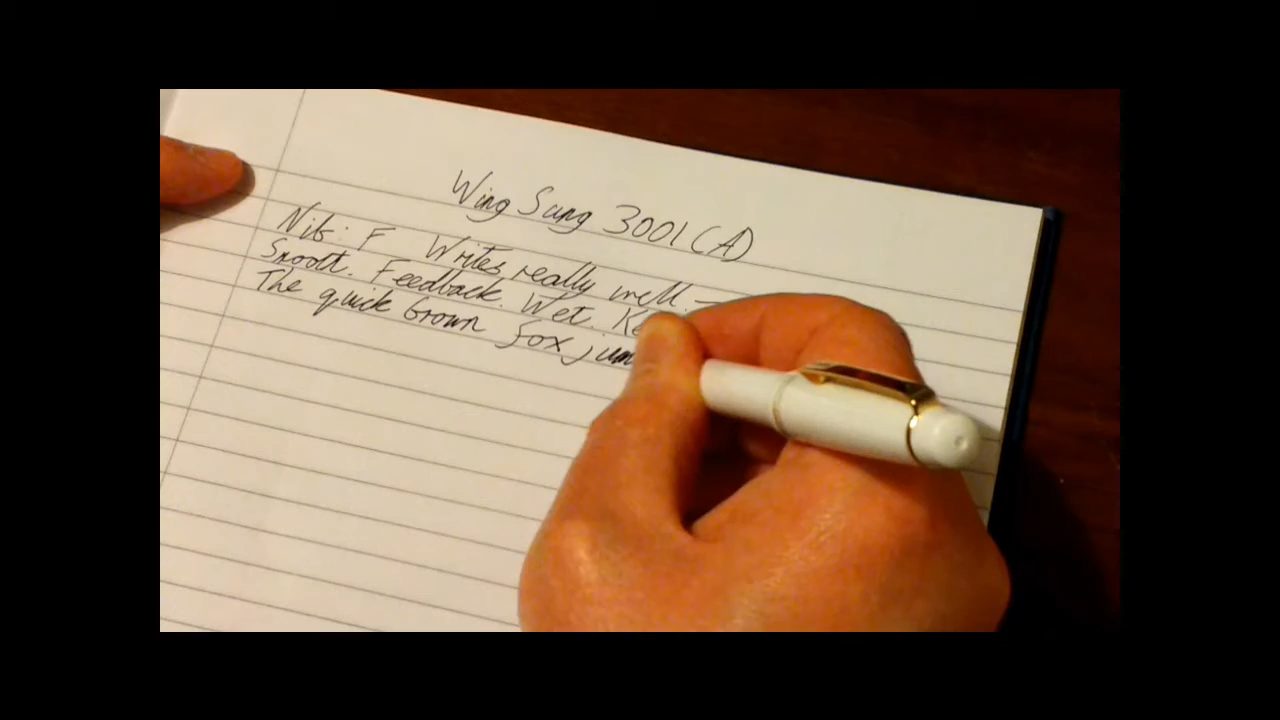 Wing Sung 3001 (A)
Nib: F Writes really well. —
Smooth. Feedback. Wet.
The quick brown fox